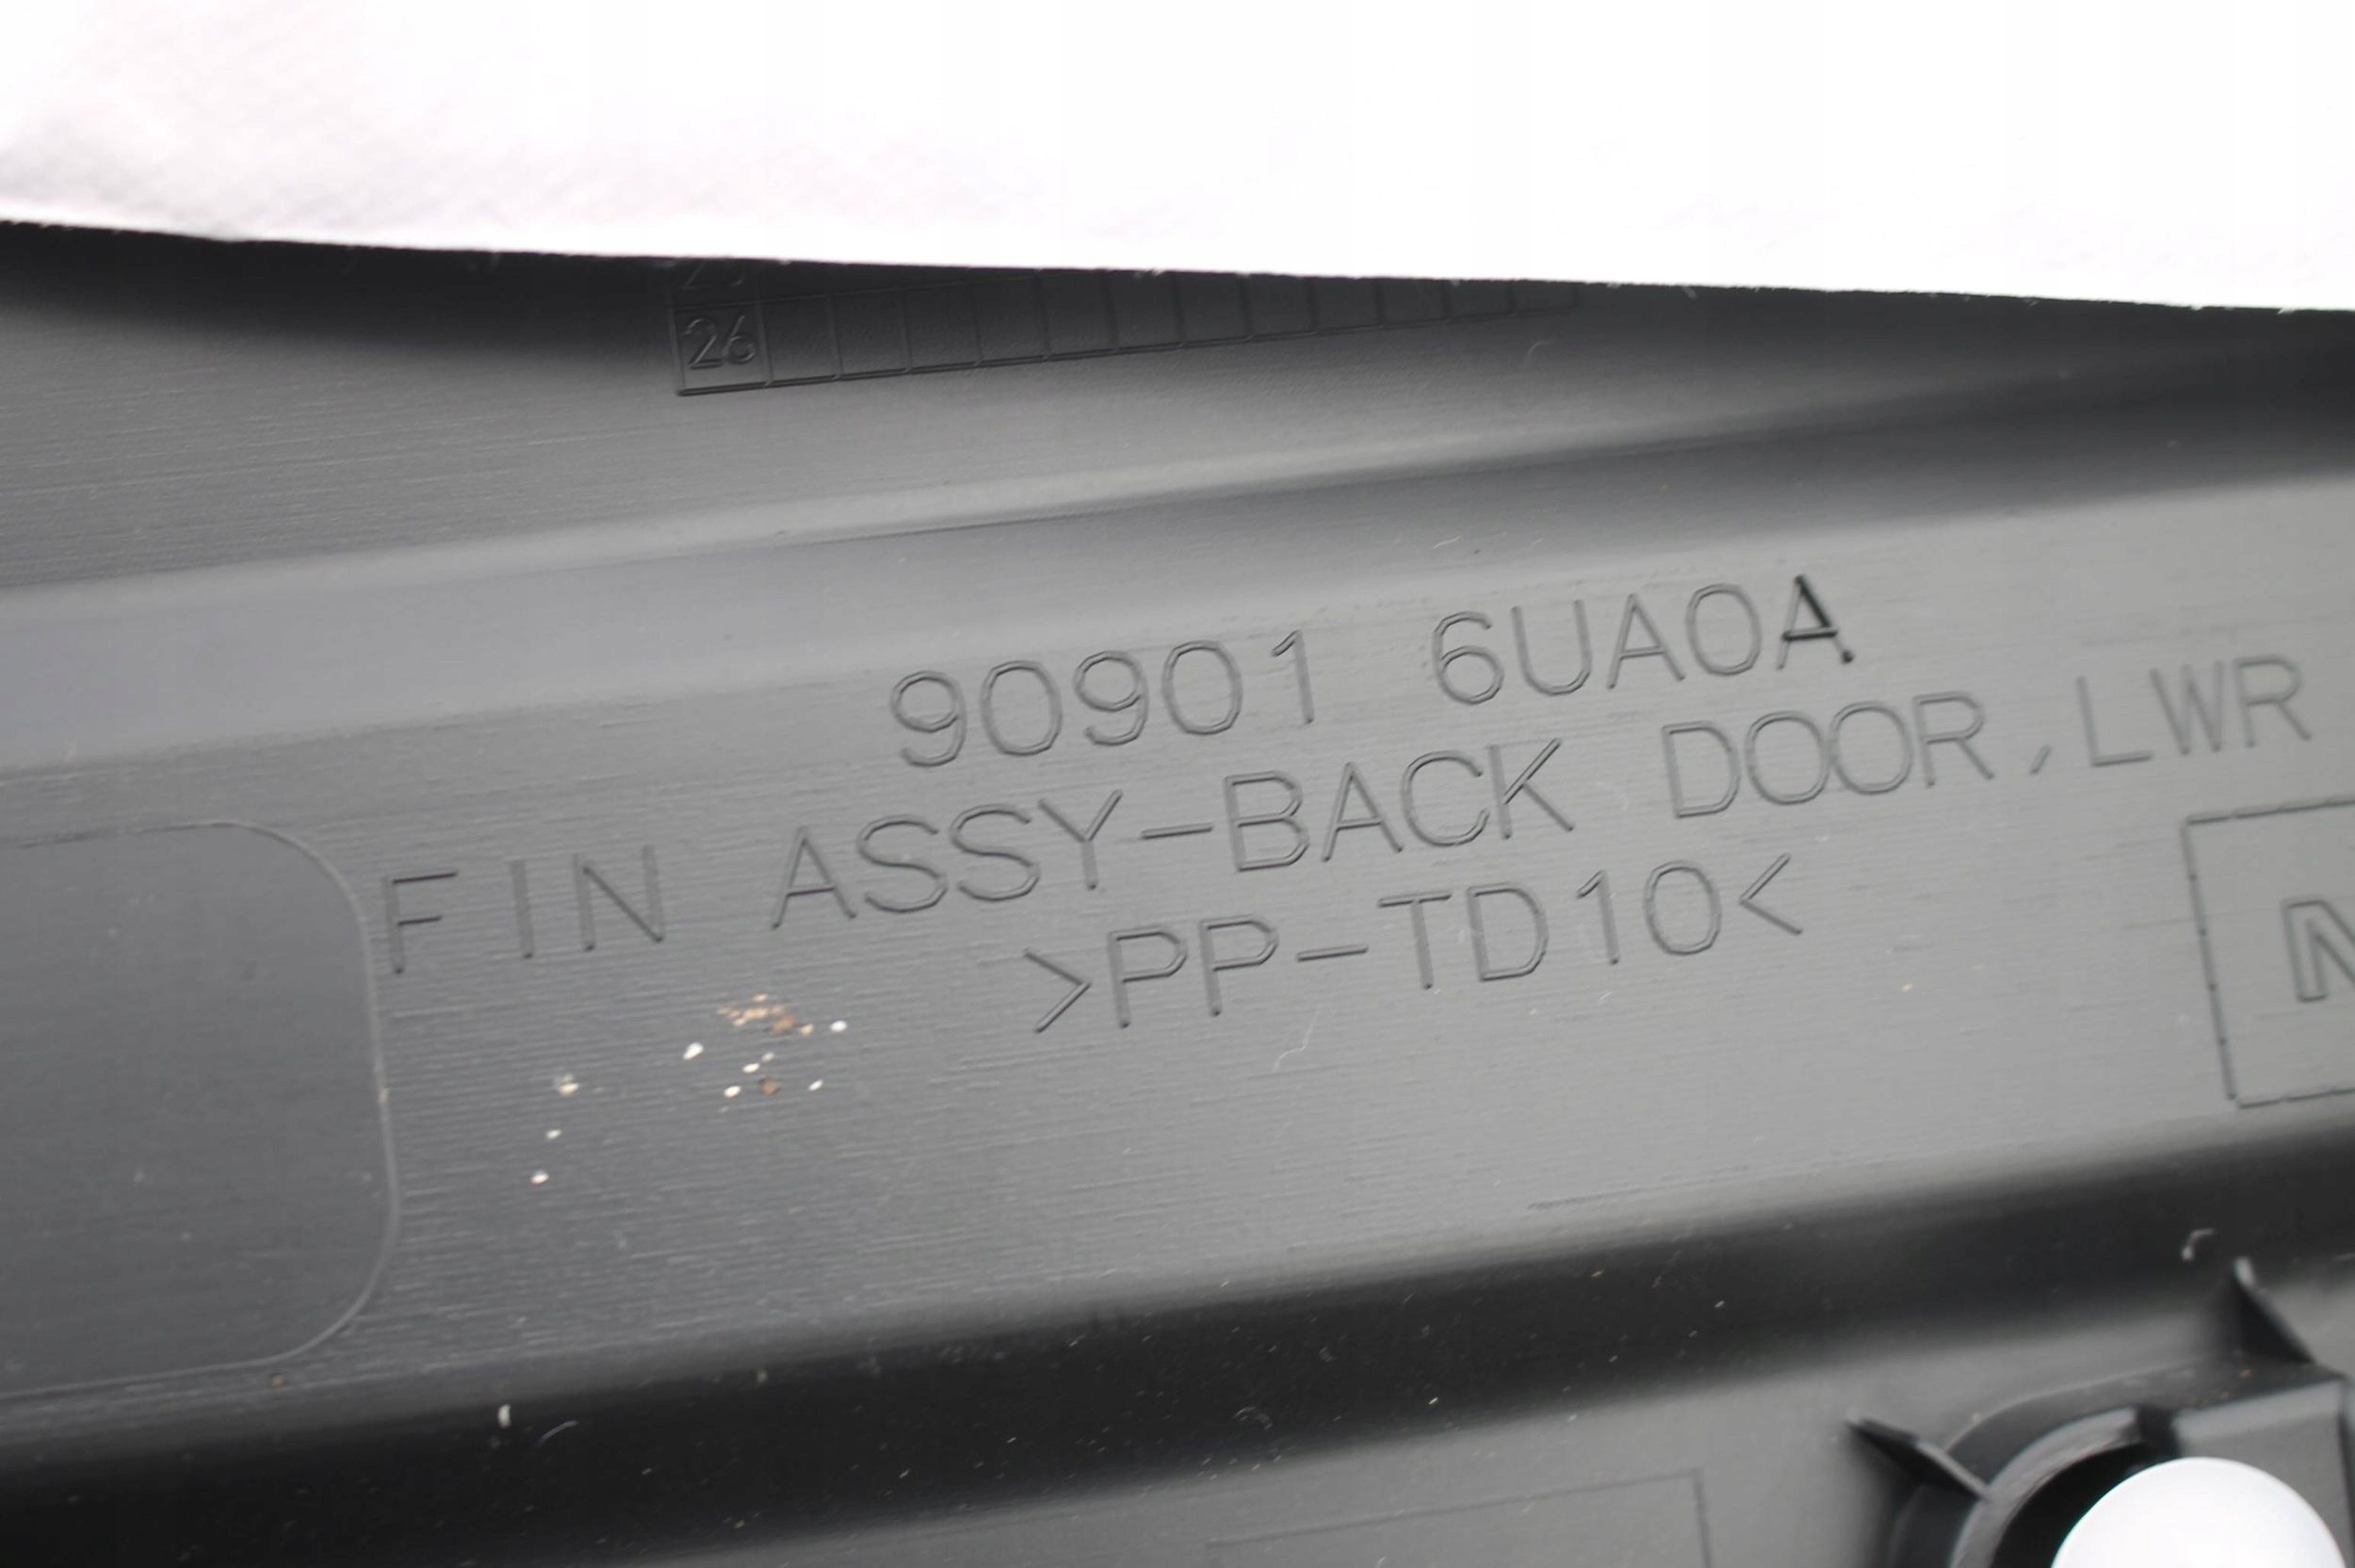 26
90901 6UA0A
FIN ASSY-BACK DOOR,LWR
>PP-TD10<